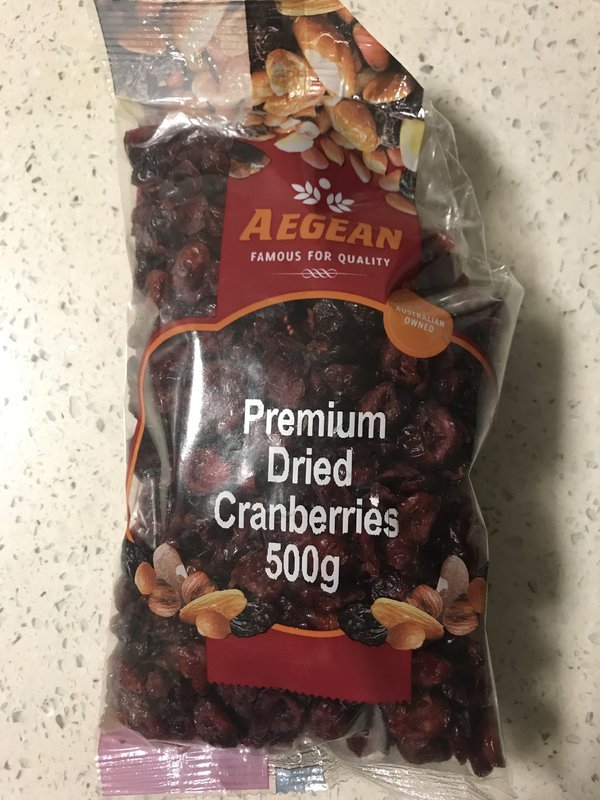 AEGEAN
FAMOUS FOR QUALITY
AUSTRALIAN
OWNED
Premium
Dried
Cranberries
500g